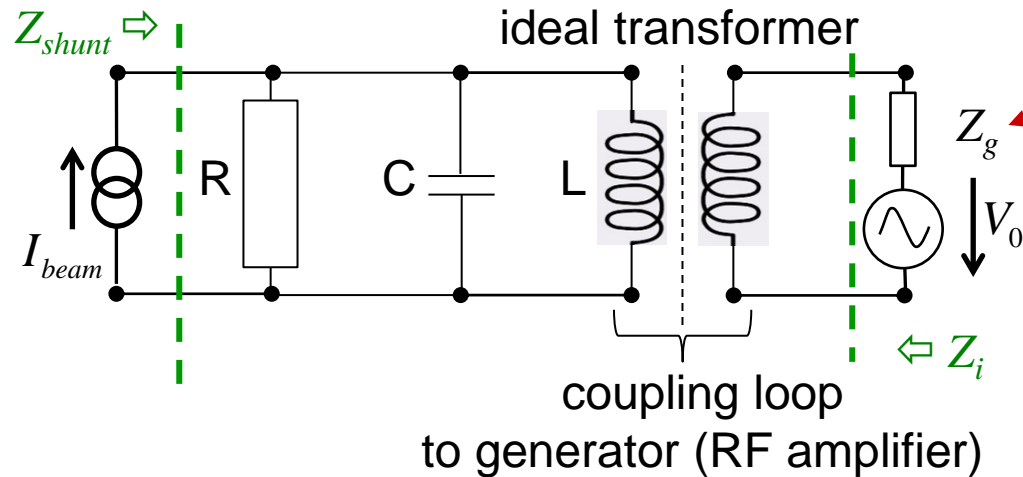 Z_shunt ⇨
ideal transformer
I_beam
R
C
L
Z_g
V_0
⇦ Z_i
coupling loop
to generator (RF amplifier)